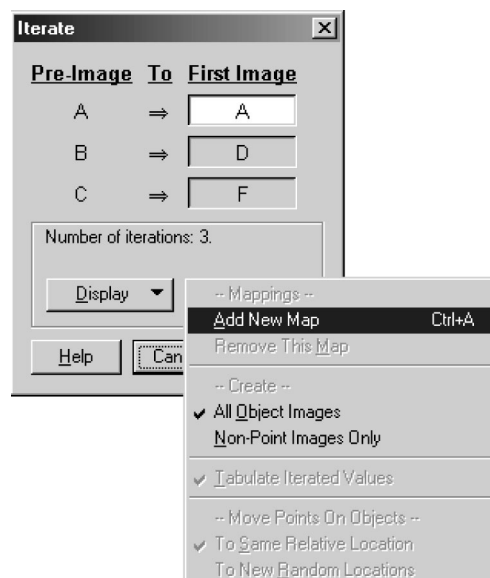 Iterate
Pre-Image To First Image
A ⇒ A
B ⇒ D
C ⇒ F
Number of iterations: 3.
Display
Help Can
-- Mappings --
Add New Map Ctrl+A
Remove This Map
-- Create --
✔ All Object Images
Non-Point Images Only
✔ Tabulate Iterated Values
-- Move Points On Objects --
✔ To Same Relative Location
To New Random Locations